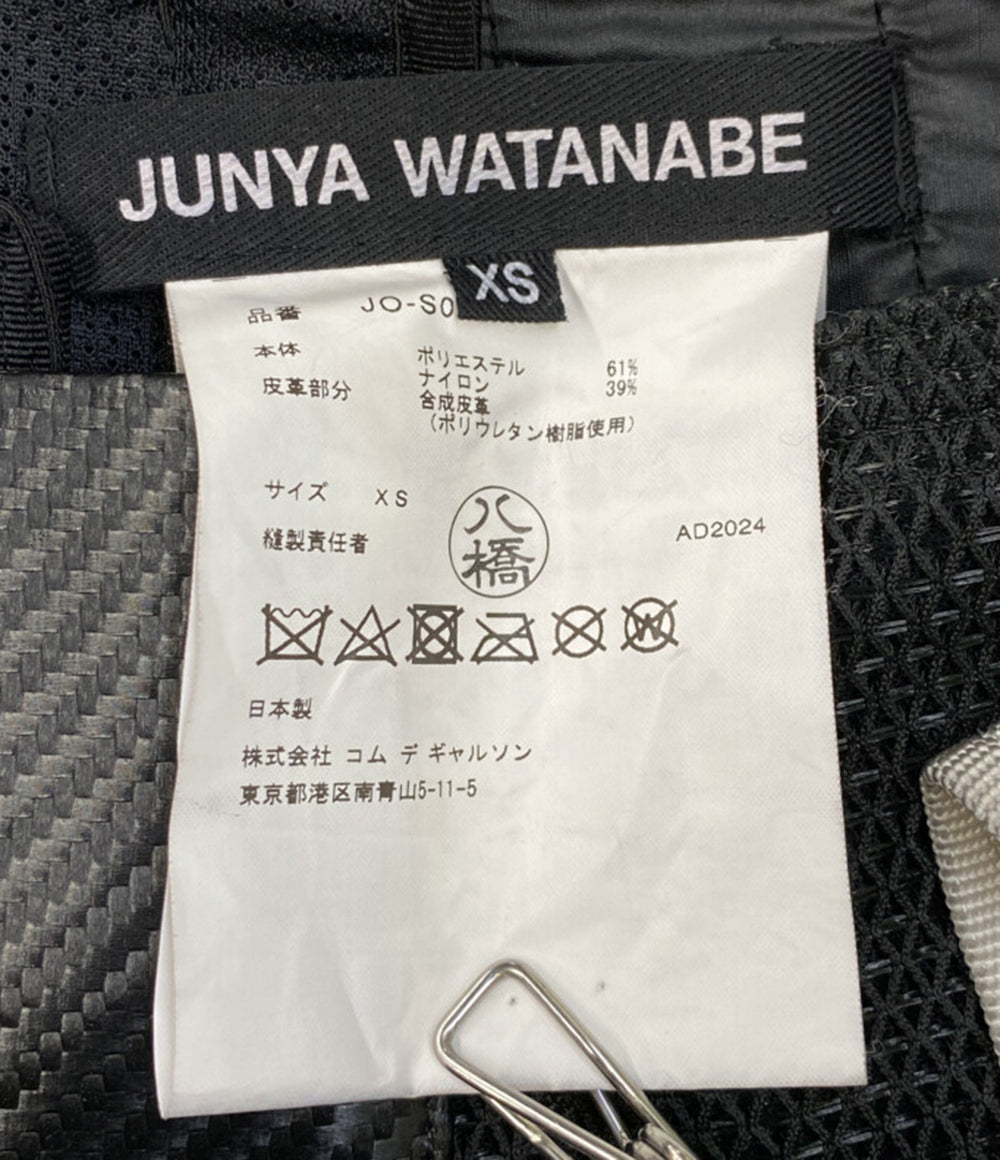 JUNYA WATANABE
XS
品番 JO-S0
本体 ポリエステル 61%
ナイロン 39%
皮革部分 合成皮革
(ポリウレタン樹脂使用)
サイズ XS
縫製責任者 八橋 AD2024
W
日本製
株式会社 コム デ ギャルソン
東京都港区南青山5-11-5